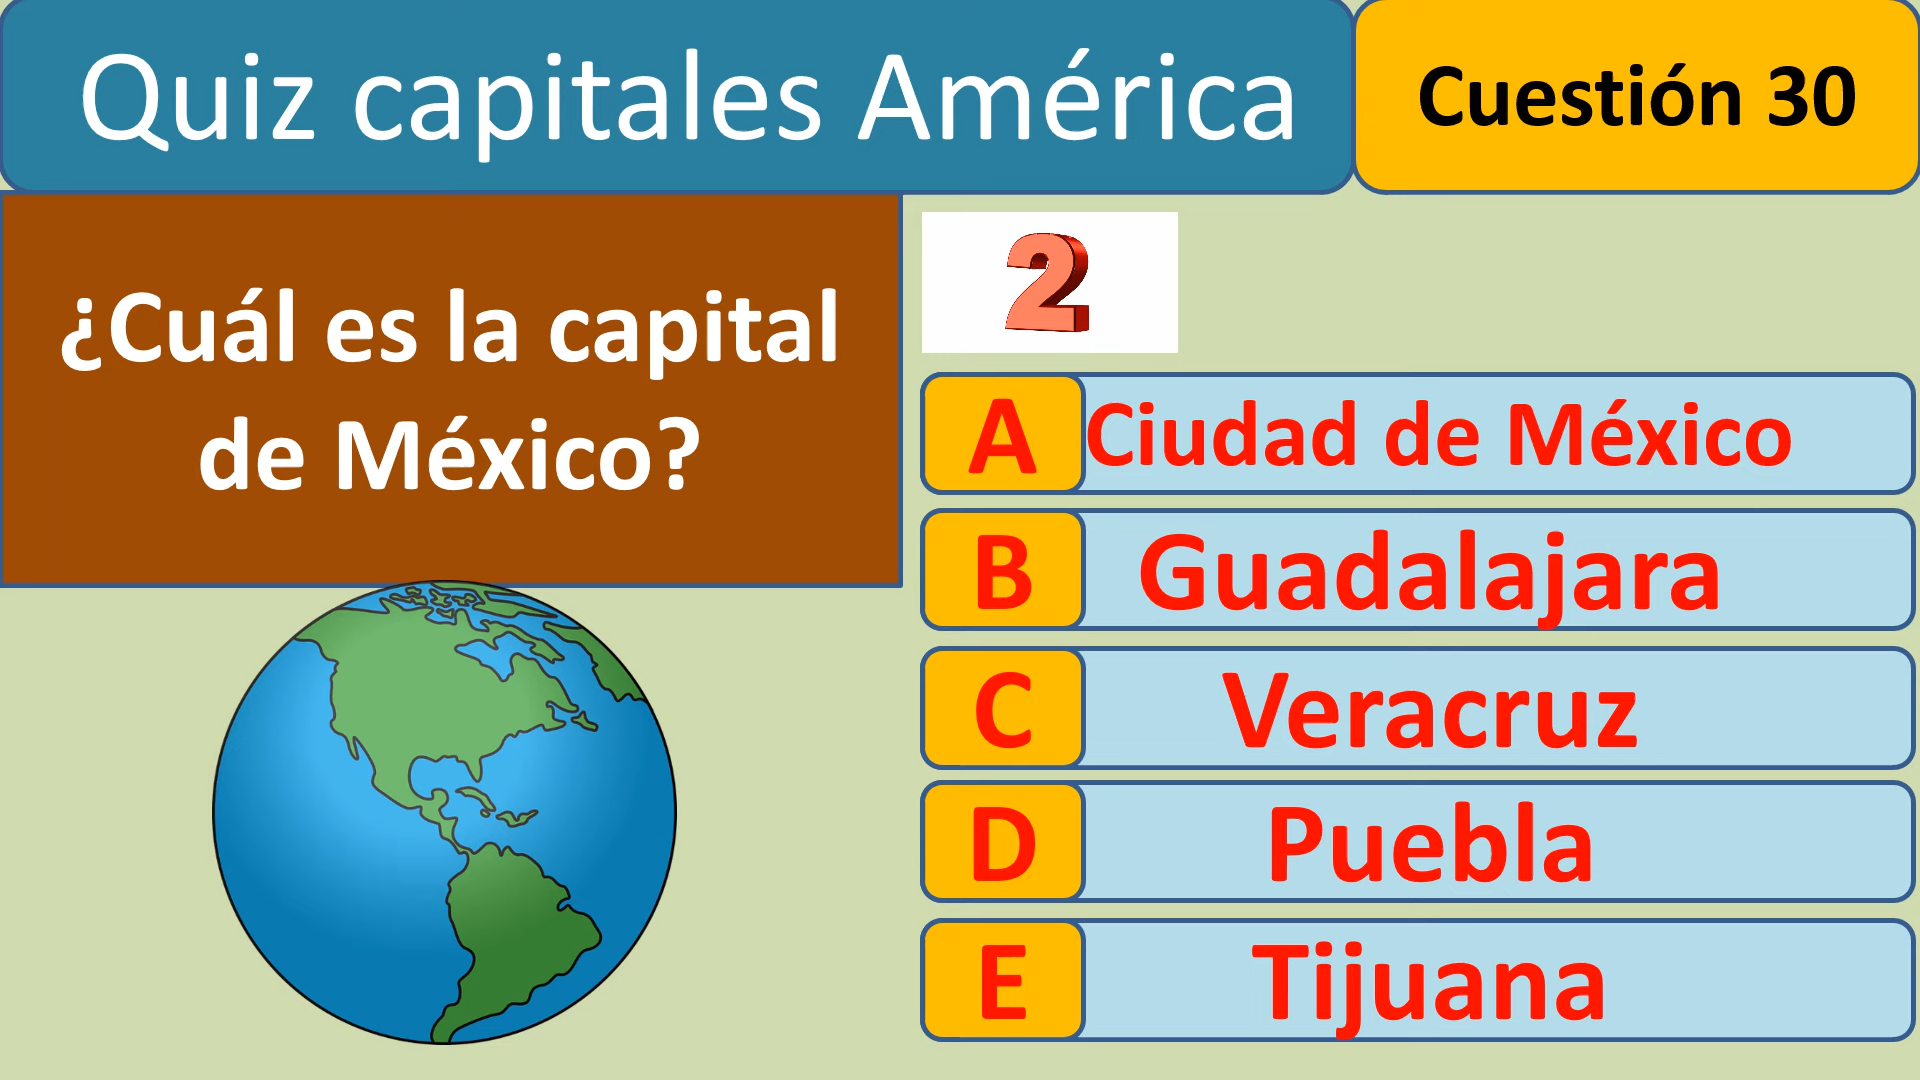 Quiz capitales América
Cuestión 30
¿Cuál es la capital
de México?
2
A Ciudad de México
B Guadalajara
C Veracruz
D Puebla
E Tijuana